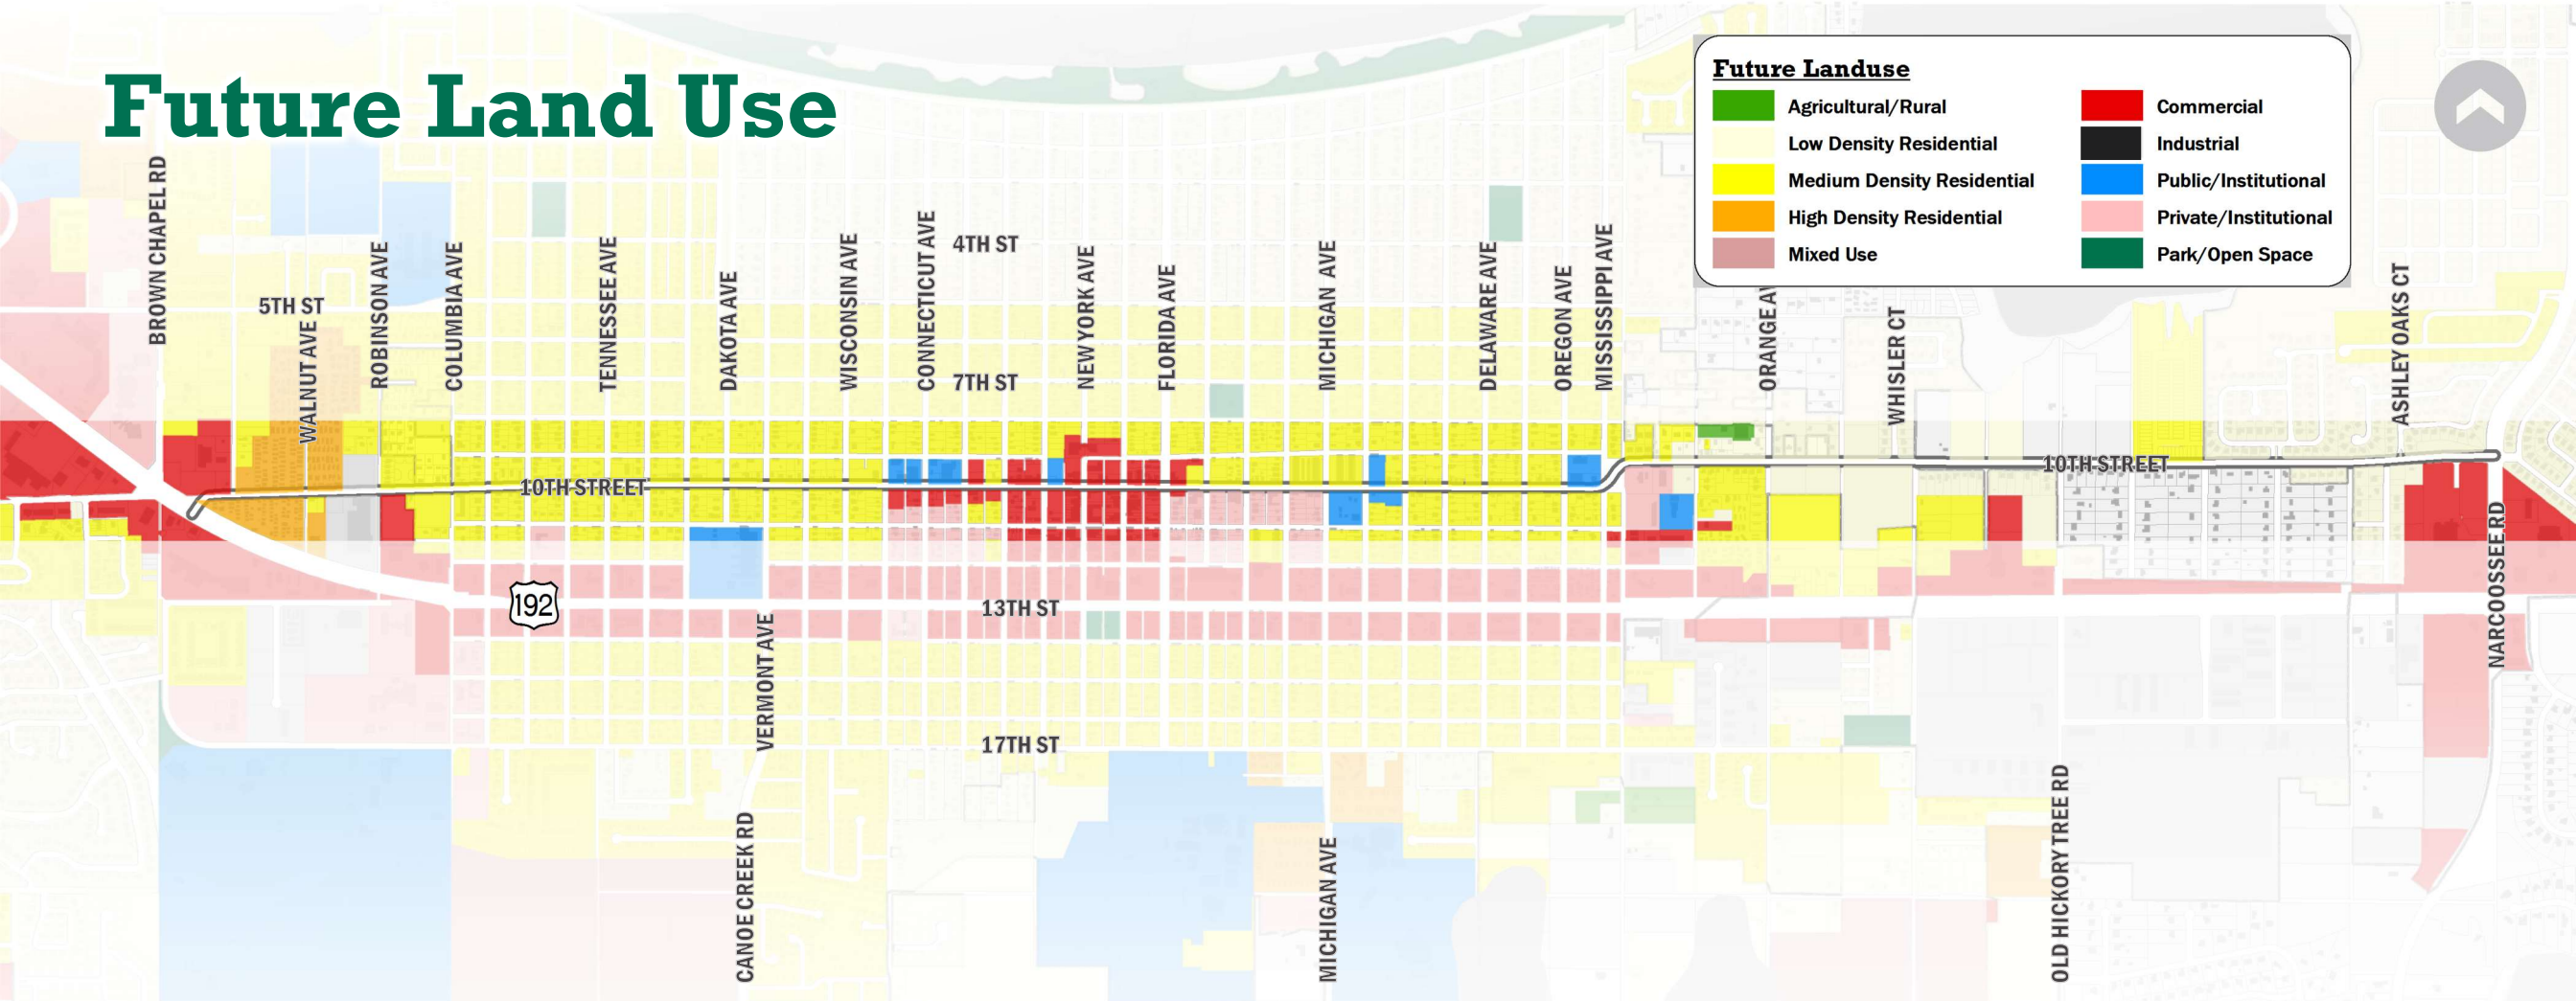 Future Land Use
Future Landuse
Agricultural/Rural
Low Density Residential
Medium Density Residential
High Density Residential
Mixed Use
Commercial
Industrial
Public/Institutional
Private/Institutional
Park/Open Space
BROWN CHAPEL RD
5TH ST
WALNUT AVE
ROBINSON AVE
COLUMBIA AVE
TENNESSEE AVE
DAKOTA AVE
WISCONSIN AVE
CONNECTICUT AVE
4TH ST
7TH ST
NEW YORK AVE
FLORIDA AVE
MICHIGAN AVE
DELAWARE AVE
OREGON AVE
MISSISSIPPI AVE
ORANGE AV
WHISLER CT
ASHLEY OAKS CT
10TH STREET
10TH STREET
192
13TH ST
NARCOOSSEE RD
VERMONT AVE
17TH ST
CANOE CREEK RD
MICHIGAN AVE
OLD HICKORY TREE RD